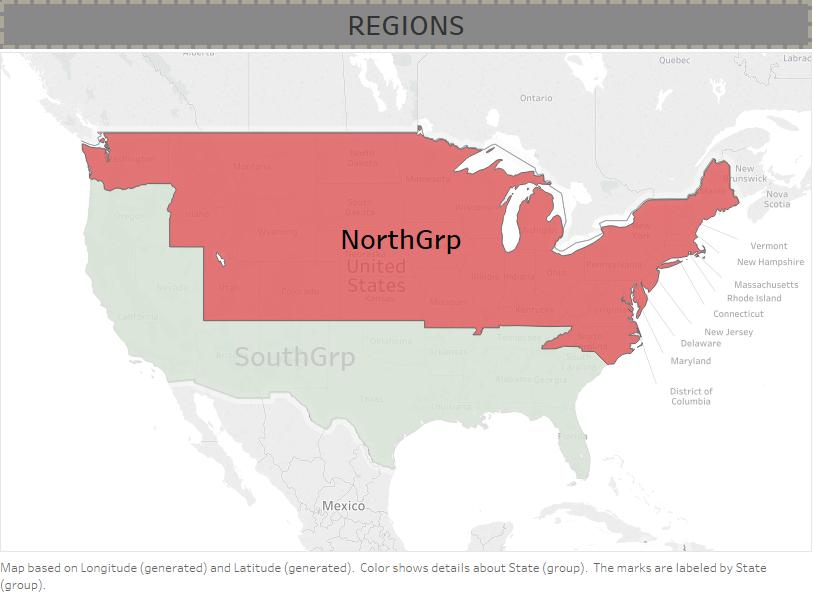 REGIONS
Alberta
Quebec
Labrac
Ontario
New
Brunswick
Nova
Scotia
Washington
Montana
North
Dakota
Minnesota
Maine
Oregon
Idaho
South
Dakota
Wisconsin
Michigan
New
York
Wyoming
NorthGrp
Vermont
New Hampshire
Nebraska
United
States
Illinois
Indiana
Ohio
Pennsylvania
Nevada
Utah
Colorado
Kansas
Missouri
Kentucky
Massachusetts
Rhode Island
Connecticut
New Jersey
Delaware
Maryland
California
Oklahoma
Arkansas
Tennessee
North
Carolina
SouthGrp
South
Carolina
Alabama
Georgia
Texas
Louisiana
District of
Columbia
Florida
Mexico
Map based on Longitude (generated) and Latitude (generated).  Color shows details about State (group).  The marks are labeled by State
(group).